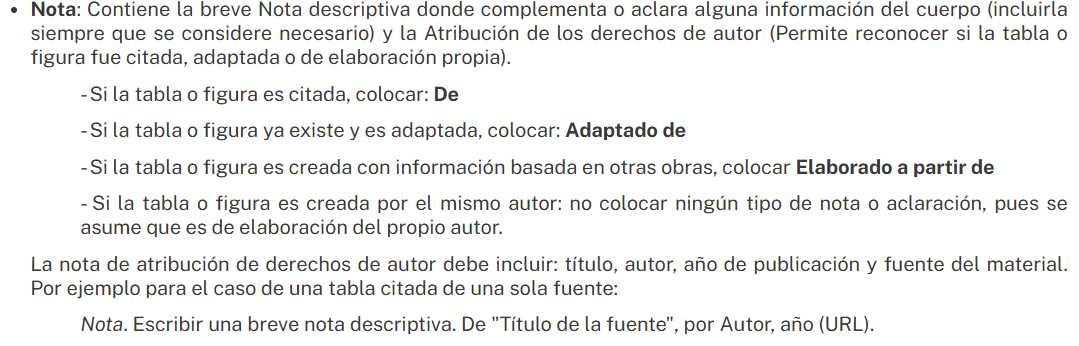 • Nota: Contiene la breve Nota descriptiva donde complementa o aclara alguna información del cuerpo (incluirla
siempre que se considere necesario) y la Atribución de los derechos de autor (Permite reconocer si la tabla o
figura fue citada, adaptada o de elaboración propia).
- Si la tabla o figura es citada, colocar: De
- Si la tabla o figura ya existe y es adaptada, colocar: Adaptado de
- Si la tabla o figura es creada con información basada en otras obras, colocar Elaborado a partir de
- Si la tabla o figura es creada por el mismo autor: no colocar ningún tipo de nota o aclaración, pues se
asume que es de elaboración del propio autor.
La nota de atribución de derechos de autor debe incluir: título, autor, año de publicación y fuente del material.
Por ejemplo para el caso de una tabla citada de una sola fuente:
Nota. Escribir una breve nota descriptiva. De "Título de la fuente", por Autor, año (URL).